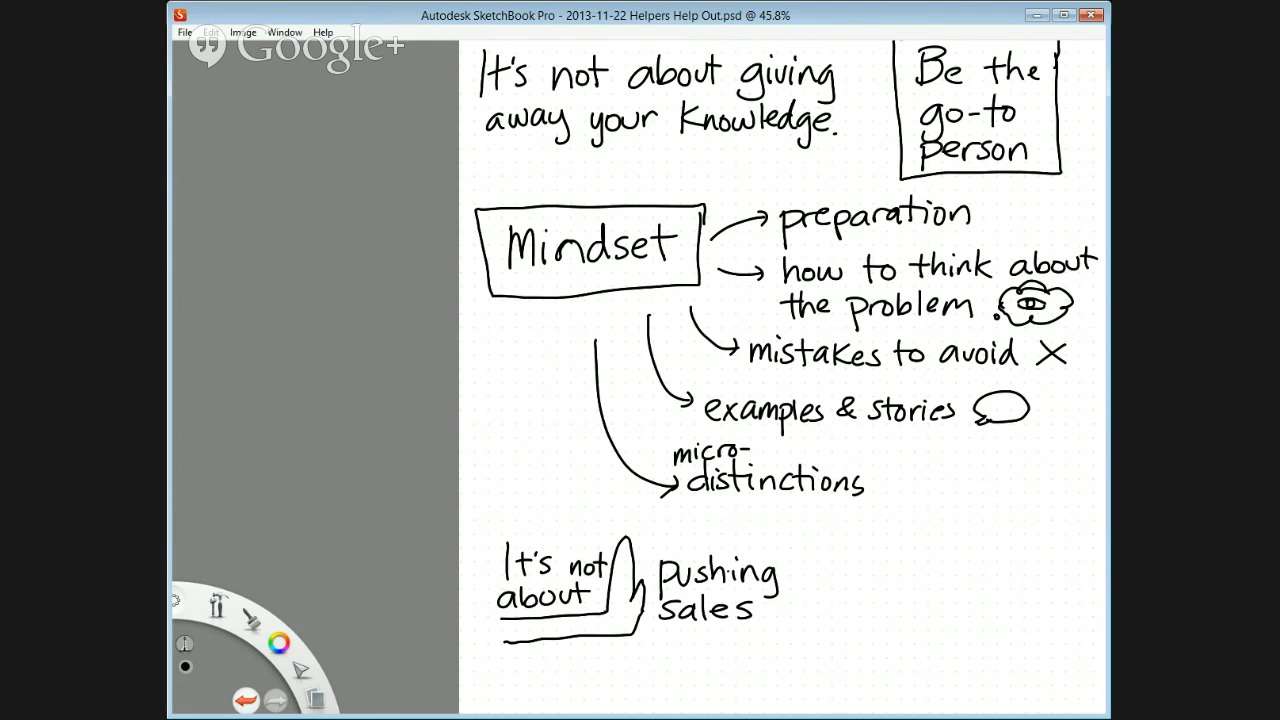 Autodesk SketchBook Pro - 2013-11-22 Helpers Help Out.psd @ 45.8%
File Edit Image Window Help
Google+
It's not about giving
away your knowledge.
Be the
go-to
person
Mindset
preparation
how to think about
the problem
mistakes to avoid X
examples & stories
micro-
distinctions
It's not
about
pushing
sales